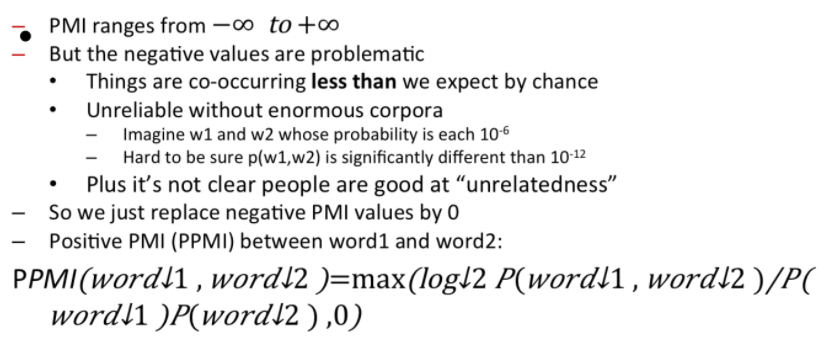 – PMI ranges from −∞ to +∞
– But the negative values are problematic
• Things are co-occurring less than we expect by chance
• Unreliable without enormous corpora
– Imagine w1 and w2 whose probability is each 10⁻⁶
– Hard to be sure p(w1,w2) is significantly different than 10⁻¹²
• Plus it's not clear people are good at “unrelatedness”
– So we just replace negative PMI values by 0
– Positive PMI (PPMI) between word1 and word2:
PPMI(word↓1 , word↓2 )=max(log↓2 P(word↓1 , word↓2 )/P(
word↓1 )P(word↓2 ) ,0)